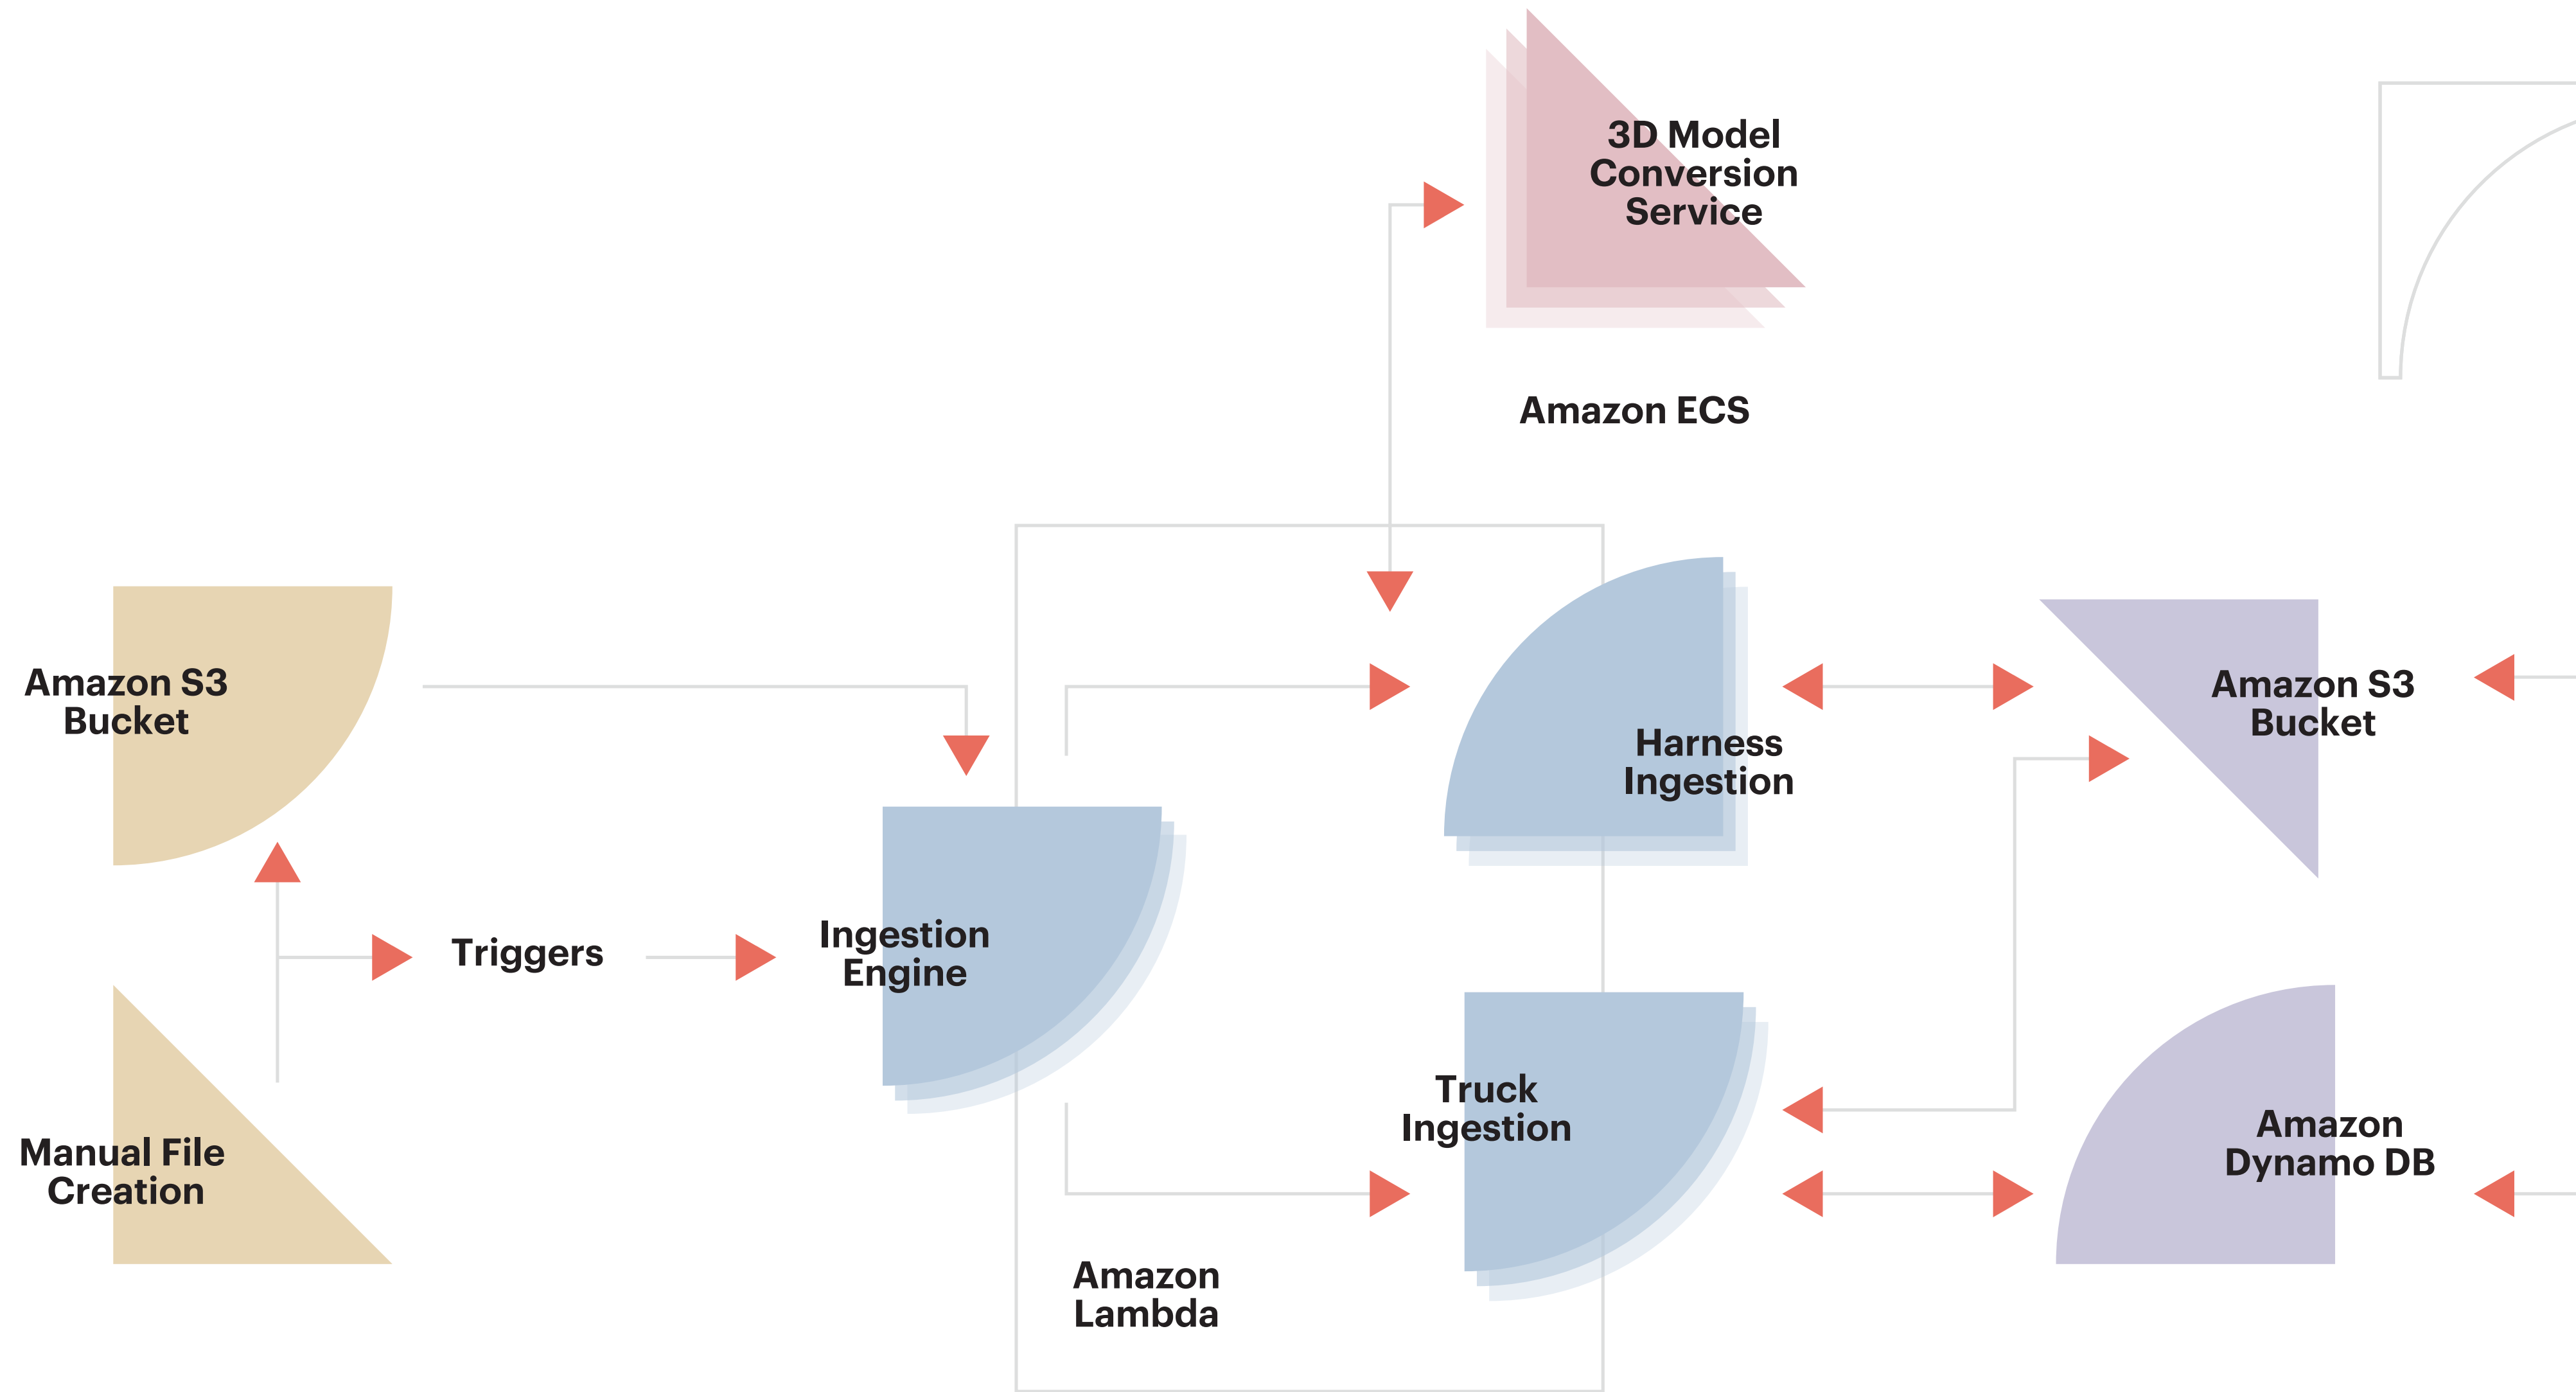 3D Model
Conversion
Service
Amazon ECS
Amazon S3
Bucket
Harness
Ingestion
Amazon S3
Bucket
Triggers
Ingestion
Engine
Truck
Ingestion
Manual File
Creation
Amazon
Dynamo DB
Amazon
Lambda